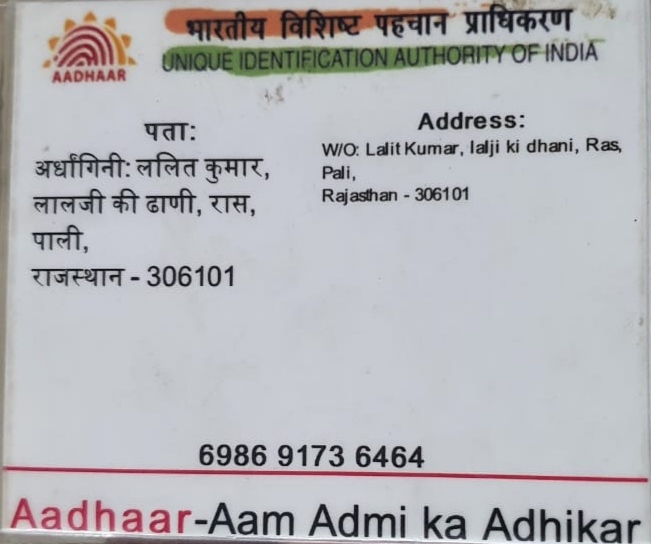 भारतीय विशिष्ट पहचान प्राधिकरण
UNIQUE IDENTIFICATION AUTHORITY OF INDIA
AADHAAR
पता:
अर्धांगिनी: ललित कुमार,
लालजी की ढाणी, रास,
पाली,
राजस्थान - 306101
Address:
W/O: Lalit Kumar, lalji ki dhani, Ras,
Pali,
Rajasthan - 306101
6986 9173 6464
Aadhaar-Aam Admi ka Adhikar